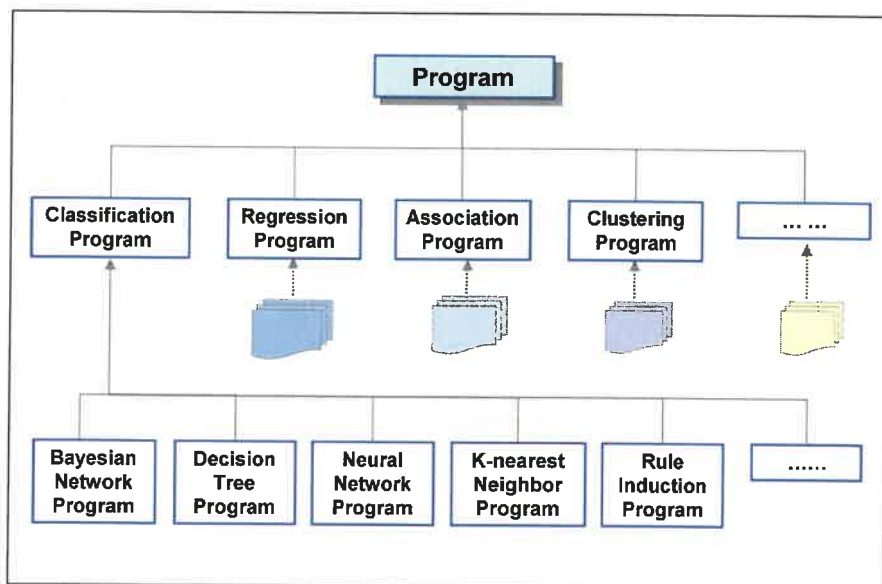 Program
Classification
Program
Regression
Program
Association
Program
Clustering
Program
... ...
Bayesian
Network
Program
Decision
Tree
Program
Neural
Network
Program
K-nearest
Neighbor
Program
Rule
Induction
Program
......